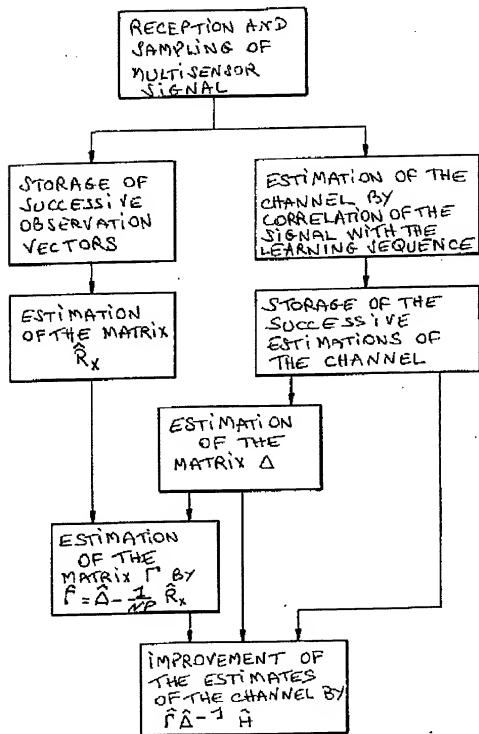 RECEPTION AND
SAMPLING OF
MULTISENSOR
SIGNAL
STORAGE OF
SUCCESSIVE
OBSERVATION
VECTORS
ESTIMATION OF THE
CHANNEL BY
CORRELATION OF THE
SIGNAL WITH THE
LEARNING SEQUENCE
ESTIMATION
OF THE MATRIX
R̂x
STORAGE OF THE
SUCCESSIVE
ESTIMATIONS OF
THE CHANNEL
ESTIMATION
OF THE
MATRIX Δ
ESTIMATION
OF THE
MATRIX Γ BY
Γ̂ = Δ̂ - 1/NP R̂x
IMPROVEMENT OF
THE ESTIMATES
OF THE CHANNEL BY
Γ̂ Δ̂-1 Ĥ